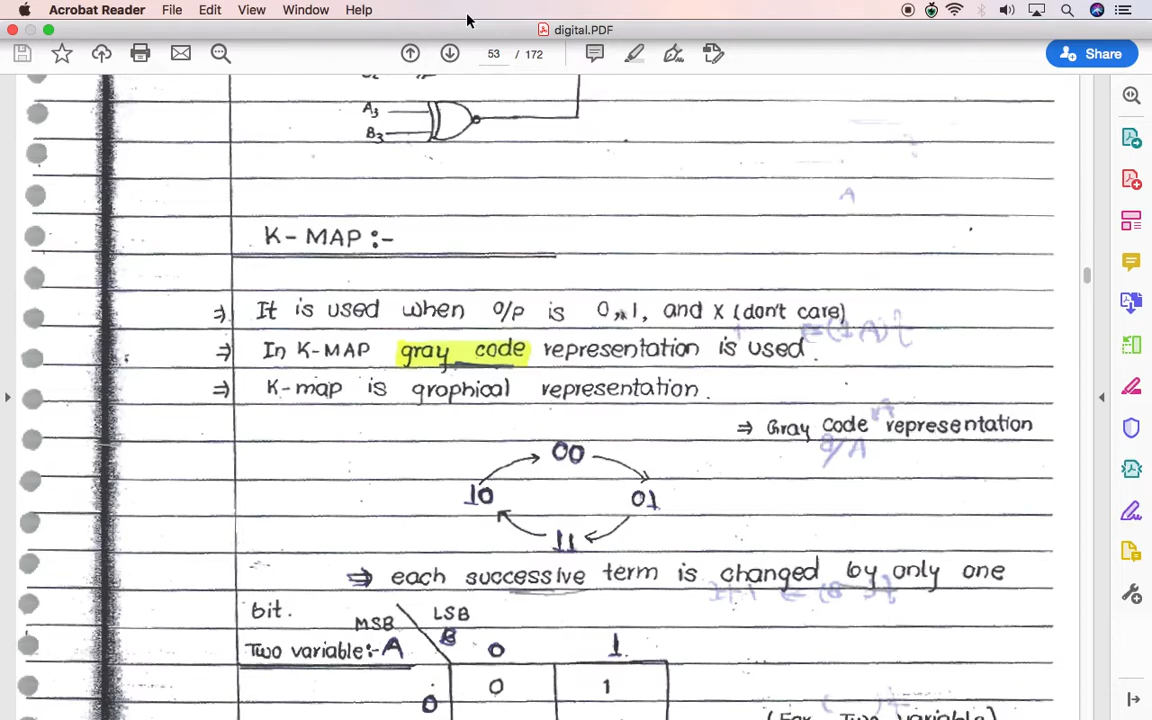 Acrobat Reader File Edit View Window Help
digital.PDF
53 / 172
Share
A3
B3
A
K- MAP :-
⇒ It is used when O/P is 0,1, and X (don't care)
⇒ In K-MAP gray code representation is used.
⇒ K-map is graphical representation.
⇒ Gray Code representation
00
10 01
11
⇒ each successive term is changed by only one
bit.
MSB LSB
Two variable:- A B 0 1
0 0 1